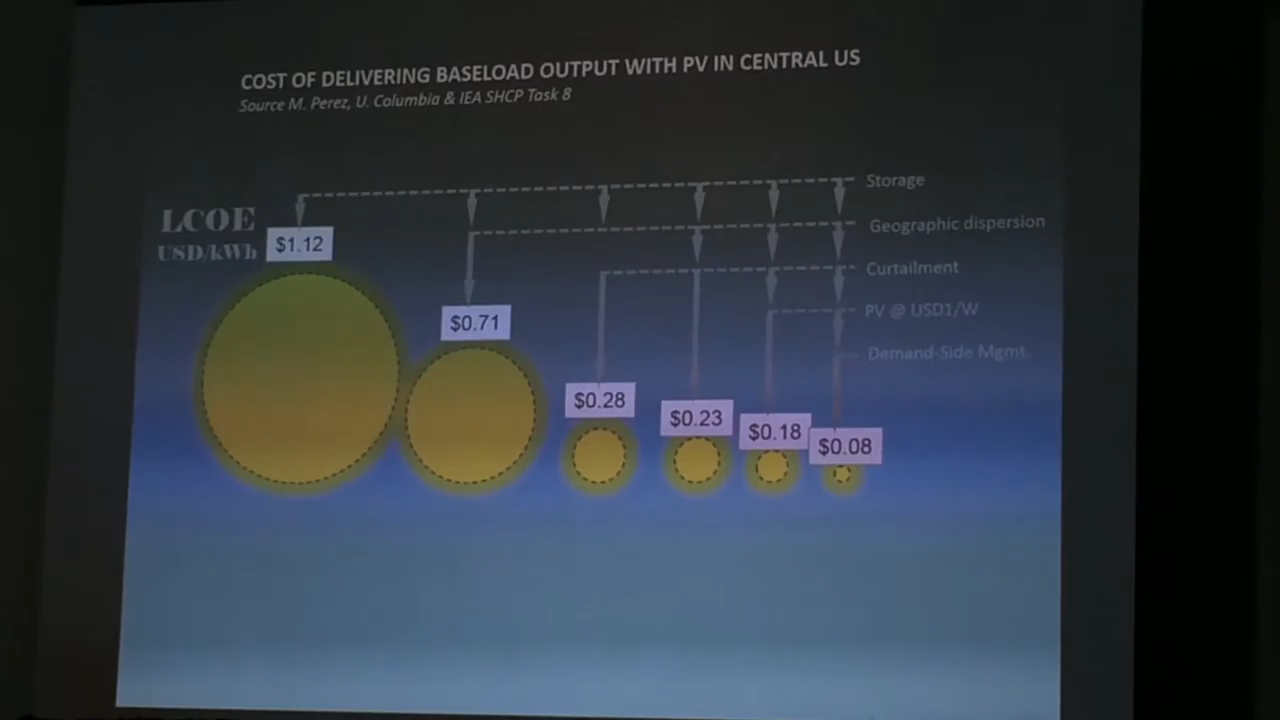 COST OF DELIVERING BASELOAD OUTPUT WITH PV IN CENTRAL US
Source M. Perez, U. Columbia & IEA SHCP Task 8
Storage
LCOE
Geographic dispersion
USD/kWh
$1.12
Curtailment
PV @ USD1/W
$0.71
Demand-Side Mgmt.
$0.28
$0.23
$0.18
$0.08